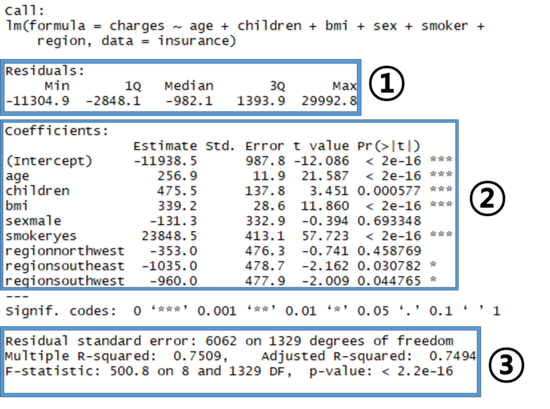 Call:
lm(formula = charges ~ age + children + bmi + sex + smoker +
region, data = insurance)
Residuals:
Min 1Q Median 3Q Max
-11304.9 -2848.1 -982.1 1393.9 29992.8
①
Coefficients:
Estimate Std. Error t value Pr(>|t|)
(Intercept) -11938.5 987.8 -12.086 < 2e-16 ***
age 256.9 11.9 21.587 < 2e-16 ***
children 475.5 137.8 3.451 0.000577 ***
bmi 339.2 28.6 11.860 < 2e-16 ***
sexmale -131.3 332.9 -0.394 0.693348
smokeryes 23848.5 413.1 57.723 < 2e-16 ***
regionnorthwest -353.0 476.3 -0.741 0.458769
regionsoutheast -1035.0 478.7 -2.162 0.030782 *
regionsouthwest -960.0 477.9 -2.009 0.044765 *
②
---
Signif. codes: 0 ‘***’ 0.001 ‘**’ 0.01 ‘*’ 0.05 ‘.’ 0.1 ‘ ’ 1
Residual standard error: 6062 on 1329 degrees of freedom
Multiple R-squared: 0.7509, Adjusted R-squared: 0.7494
F-statistic: 500.8 on 8 and 1329 DF, p-value: < 2.2e-16
③